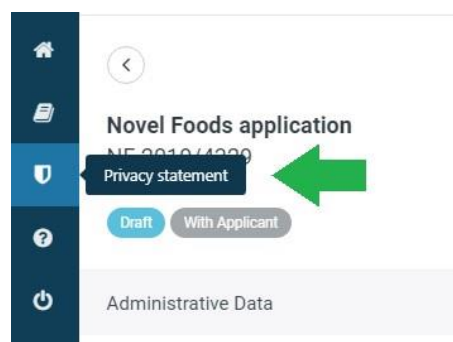 Novel Foods application
Privacy statement
Draft
With Applicant
Administrative Data